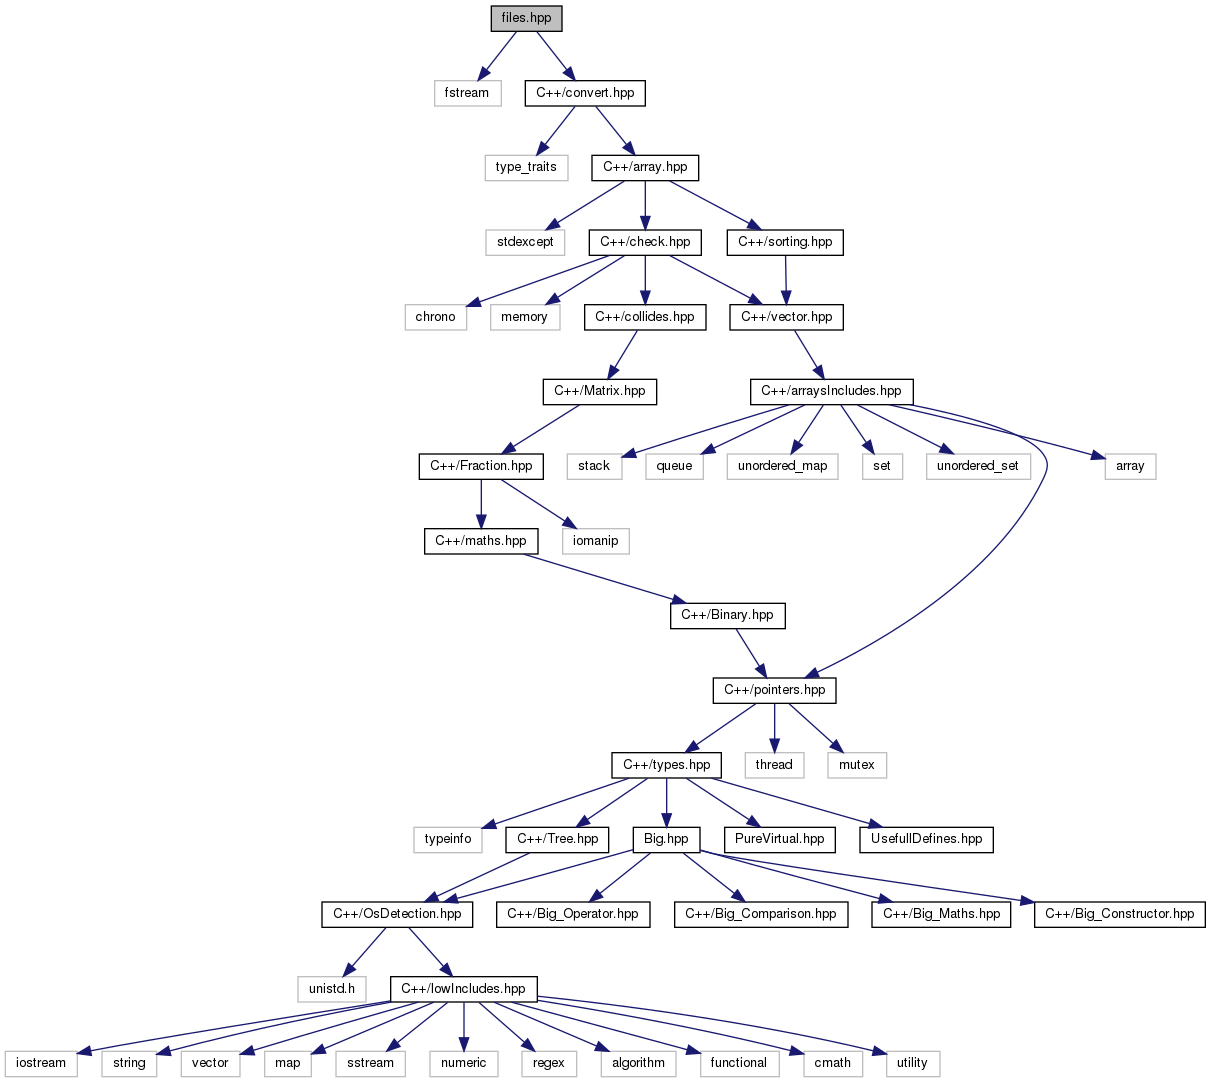 files.hpp
fstream
C++/convert.hpp
type_traits
C++/array.hpp
stdexcept
C++/check.hpp
C++/sorting.hpp
chrono
memory
C++/collides.hpp
C++/vector.hpp
C++/Matrix.hpp
C++/arraysIncludes.hpp
C++/Fraction.hpp
stack
queue
unordered_map
set
unordered_set
array
C++/maths.hpp
iomanip
C++/Binary.hpp
C++/pointers.hpp
C++/types.hpp
thread
mutex
typeinfo
C++/Tree.hpp
Big.hpp
PureVirtual.hpp
UsefullDefines.hpp
C++/OsDetection.hpp
C++/Big_Operator.hpp
C++/Big_Comparison.hpp
C++/Big_Maths.hpp
C++/Big_Constructor.hpp
unistd.h
C++/lowIncludes.hpp
iostream
string
vector
map
sstream
numeric
regex
algorithm
functional
cmath
utility